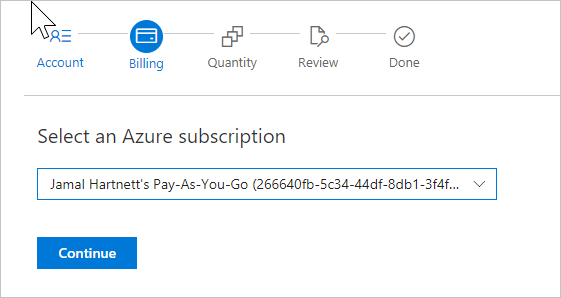 Account
Billing
Quantity
Review
Done
Select an Azure subscription
Jamal Hartnett's Pay-As-You-Go (266640fb-5c34-44df-8db1-3f4f...
Continue